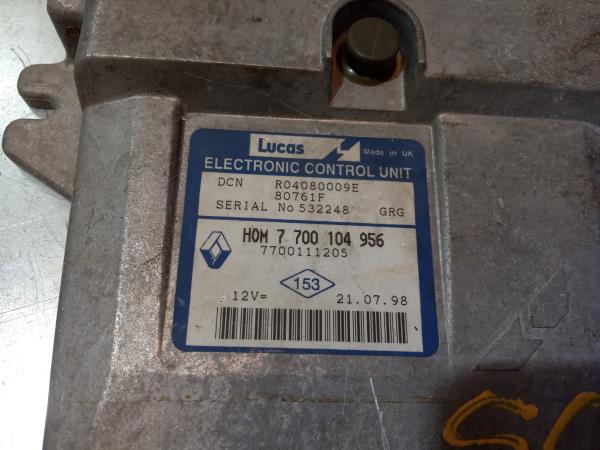 Lucas Made in UK
ELECTRONIC CONTROL UNIT
DCN R04080009E
80761F
SERIAL No 532248 GRG
HOM 7 700 104 956
7700111205
153
12V= 21.07.98